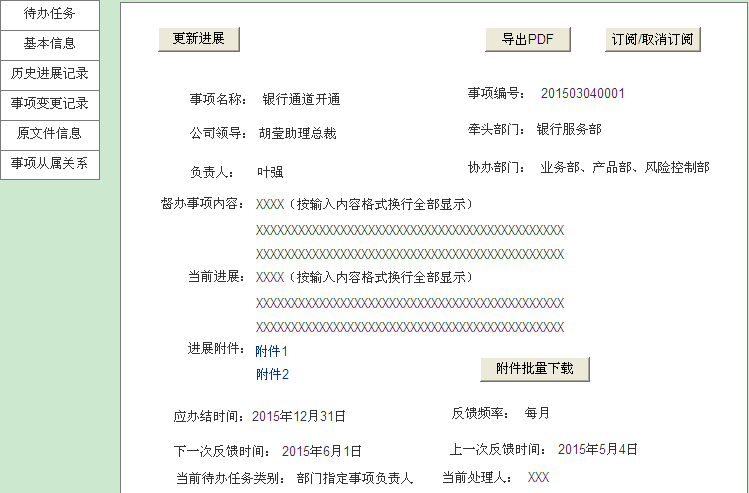 待办任务
基本信息
历史进展记录
事项变更记录
原文件信息
事项从属关系
更新进展 导出PDF 订阅/取消订阅
事项名称： 银行通道开通 事项编号： 201503040001
公司领导： 胡莹助理总裁 牵头部门： 银行服务部
负责人： 叶强 协办部门： 业务部、产品部、风险控制部
督办事项内容： XXXX（按输入内容格式换行全部显示）
XXXXXXXXXXXXXXXXXXXXXXXXXXXXXXXXXXXXXXXXXXXX
XXXXXXXXXXXXXXXXXXXXXXXXXXXXXXXXXXXXXXXXXXXX
当前进展： XXXX（按输入内容格式换行全部显示）
XXXXXXXXXXXXXXXXXXXXXXXXXXXXXXXXXXXXXXXXXXXX
XXXXXXXXXXXXXXXXXXXXXXXXXXXXXXXXXXXXXXXXXXXX
进展附件： 附件1
附件2 附件批量下载
应办结时间： 2015年12月31日 反馈频率： 每月
下一次反馈时间： 2015年6月1日 上一次反馈时间： 2015年5月4日
当前待办任务类别： 部门指定事项负责人 当前处理人： XXX